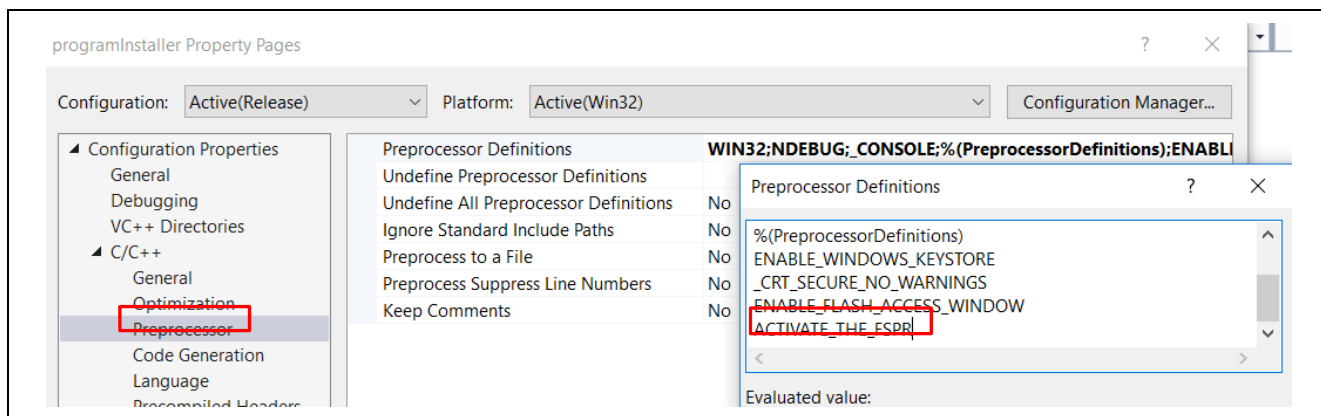 programInstaller Property Pages ? ×
Configuration: Active(Release) Platform: Active(Win32) Configuration Manager...
Configuration Properties
General
Debugging
VC++ Directories
C/C++
General
Optimization
Preprocessor
Code Generation
Language
Precompiled Headers
Preprocessor Definitions WIN32;NDEBUG;_CONSOLE;%(PreprocessorDefinitions);ENABL
Undefine Preprocessor Definitions
Undefine All Preprocessor Definitions No
Ignore Standard Include Paths No
Preprocess to a File No
Preprocess Suppress Line Numbers No
Keep Comments No
Preprocessor Definitions ? ×
%(PreprocessorDefinitions)
ENABLE_WINDOWS_KEYSTORE
_CRT_SECURE_NO_WARNINGS
ENABLE_FLASH_ACCESS_WINDOW
ACTIVATE_THE_FSPR
Evaluated value: